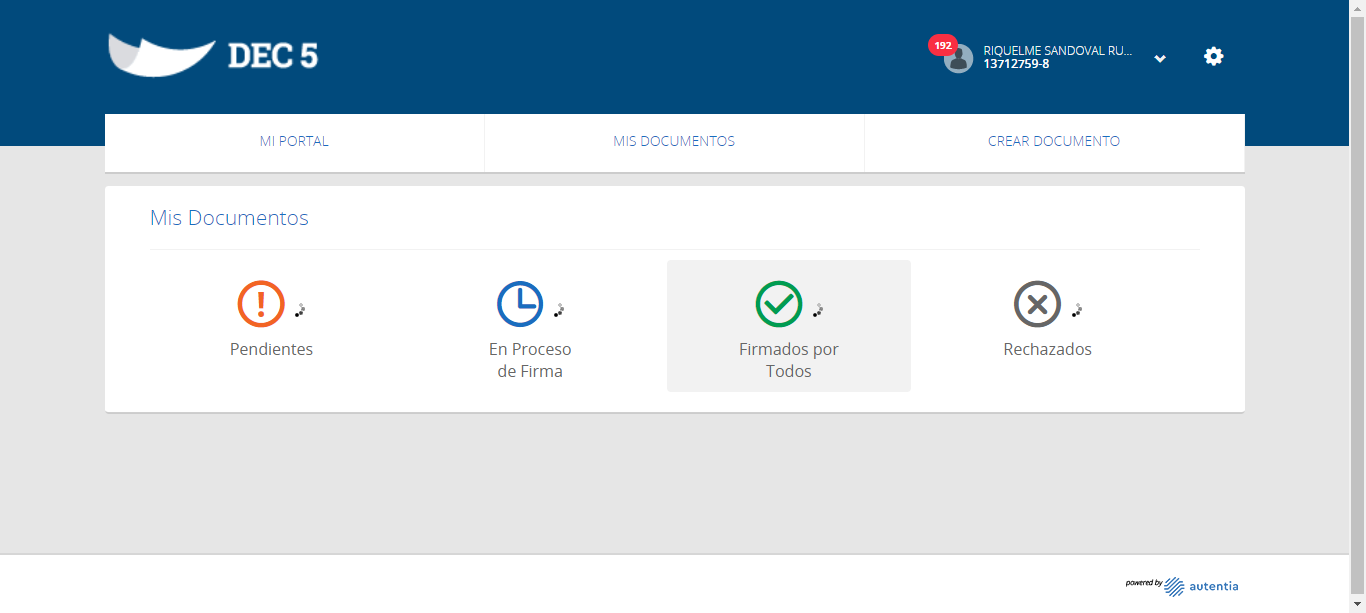 DEC 5
192
RIQUELME SANDOVAL RU...
13712759-8
MI PORTAL
MIS DOCUMENTOS
CREAR DOCUMENTO
Mis Documentos
Pendientes
En Proceso
de Firma
Firmados por
Todos
Rechazados
powered by
autentia